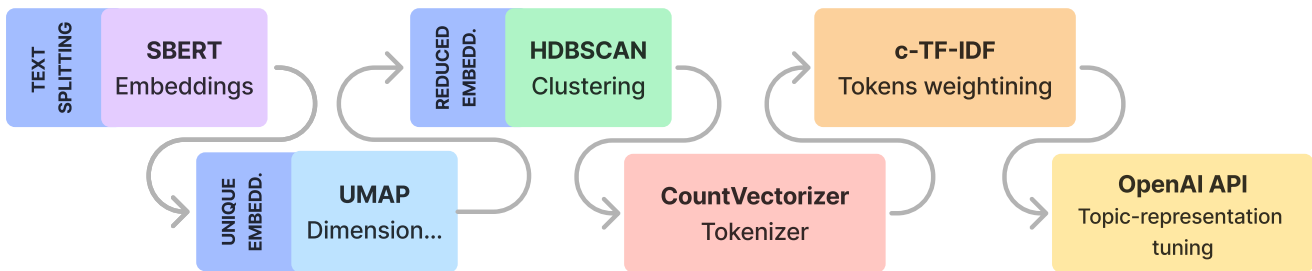 TEXT
SPLITTING
SBERT
Embeddings
UNIQUE
EMBEDD.
UMAP
Dimension...
REDUCED
EMBEDD.
HDBSCAN
Clustering
CountVectorizer
Tokenizer
c-TF-IDF
Tokens weightining
OpenAI API
Topic-representation
tuning